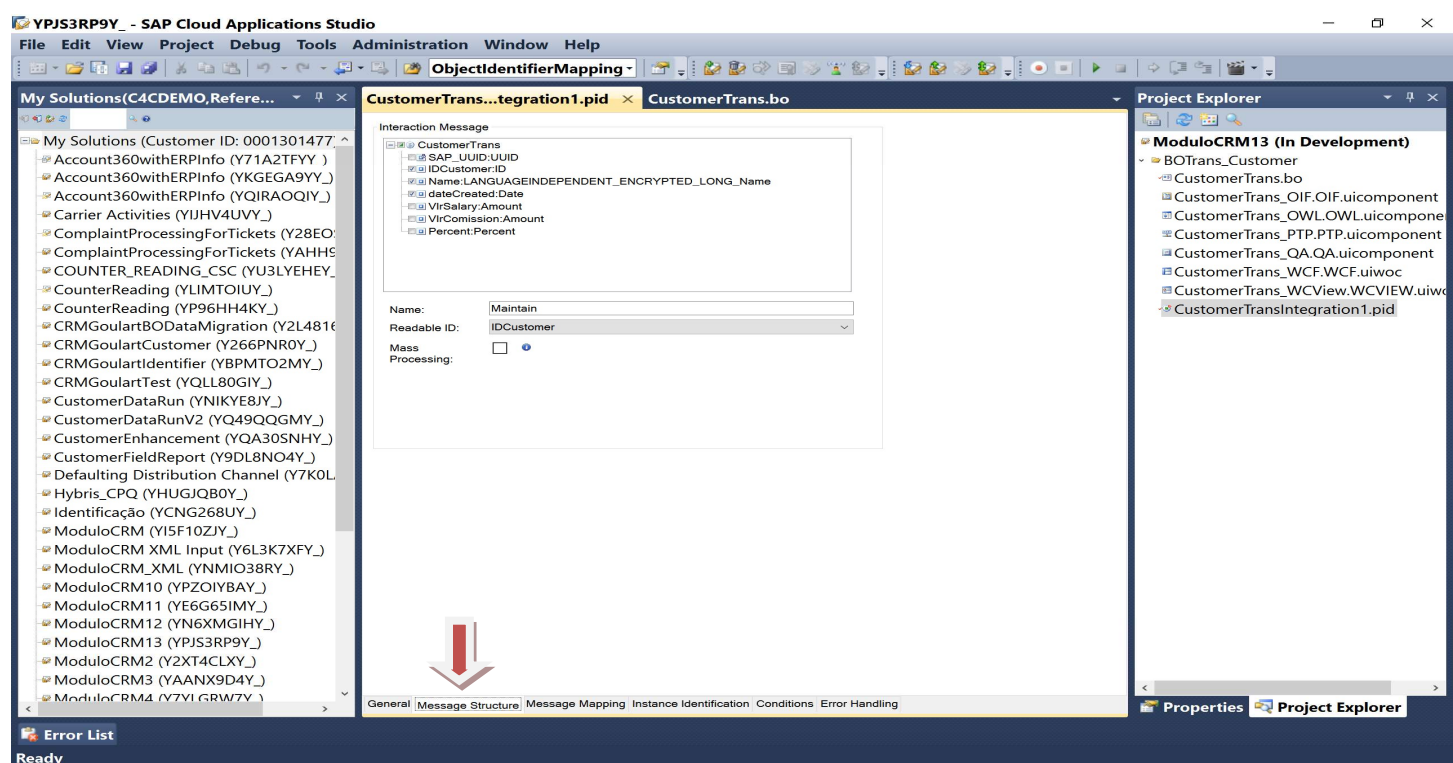 YPJS3RP9Y_ - SAP Cloud Applications Studio
File Edit View Project Debug Tools Administration Window Help
ObjectIdentifierMapping
My Solutions(C4CDEMO,Refere...
My Solutions (Customer ID: 0001301477)
Account360withERPInfo (Y71A2TFYY )
Account360withERPInfo (YKGEGA9YY_)
Account360withERPInfo (YQIRAOQIY_)
Carrier Activities (YIJHV4UVY_)
ComplaintProcessingForTickets (Y28EO
ComplaintProcessingForTickets (YAHH9
COUNTER_READING_CSC (YU3LYEHEY_
CounterReading (YLIMTOIUY_)
CounterReading (YP96HH4KY_)
CRMGoulartBODataMigration (Y2L4816
CRMGoulartCustomer (Y266PNR0Y_)
CRMGoulartIdentifier (YBPMTO2MY_)
CRMGoulartTest (YQLL80GIY_)
CustomerDataRun (YNIKYE8JY_)
CustomerDataRunV2 (YQ49QQGMY_)
CustomerEnhancement (YQA30SNHY_)
CustomerFieldReport (Y9DL8NO4Y_)
Defaulting Distribution Channel (Y7K0L
Hybris_CPQ (YHUGJQB0Y_)
Identificação (YCNG268UY_)
ModuloCRM (YI5F10ZJY_)
ModuloCRM XML Input (Y6L3K7XFY_)
ModuloCRM_XML (YNMIO38RY_)
ModuloCRM10 (YPZOIYBAY_)
ModuloCRM11 (YE6G65IMY_)
ModuloCRM12 (YN6XMGIHY_)
ModuloCRM13 (YPJS3RP9Y_)
ModuloCRM2 (Y2XT4CLXY_)
ModuloCRM3 (YAANX9D4Y_)
ModuloCRM4 (Y7YLGRW7Y_)
CustomerTrans...tegration1.pid
CustomerTrans.bo
Interaction Message
CustomerTrans
SAP_UUID:UUID
IDCustomer:ID
Name:LANGUAGEINDEPENDENT_ENCRYPTED_LONG_Name
dateCreated:Date
VlrSalary:Amount
VlrComission:Amount
Percent:Percent
Name: Maintain
Readable ID: IDCustomer
Mass
Processing:
General Message Structure Message Mapping Instance Identification Conditions Error Handling
Project Explorer
ModuloCRM13 (In Development)
BOTrans_Customer
CustomerTrans.bo
CustomerTrans_OIF.OIF.uicomponent
CustomerTrans_OWL.OWL.uicompone
CustomerTrans_PTP.PTP.uicomponent
CustomerTrans_QA.QA.uicomponent
CustomerTrans_WCF.WCF.uiwoc
CustomerTrans_WCView.WCVIEW.uiwo
CustomerTransIntegration1.pid
Properties Project Explorer
Error List
Ready